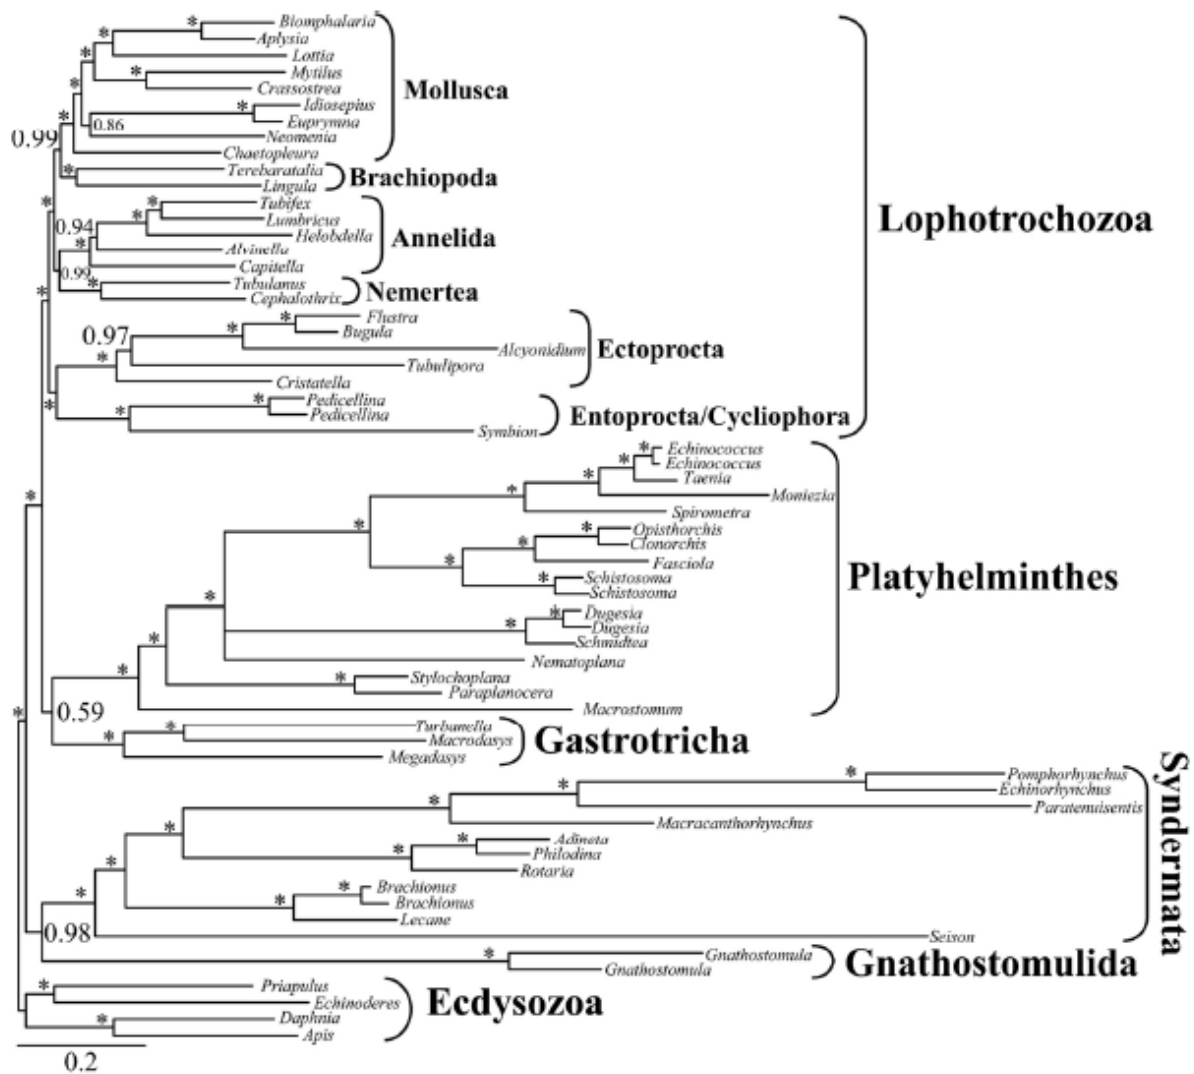 * Biomphalaria
* Aplysia
* Lottia
* Mytilus
* Crassostrea
Mollusca
* Idiosepius
0.86 Euprymna
* Neomenia
0.99 Chaetopleura
* Terebaratalia
Brachiopoda
Lingula
* Tubifex
* Lumbricus
0.94 Helobdella
Annelida
* Alvinella
Capitella
0.99 * Tubulanus
Nemertea
Cephalothrix
* Flustra
* Bugula
0.97 Alcyonidium
Ectoprocta
* Tubulipora
Cristatella
* Pedicellina
* Pedicellina
Entoprocta/Cycliophora
Symbion
Lophotrochozoa
* Echinococcus
* Echinococcus
* Taenia
* Moniezia
Spirometra
* Opisthorchis
* Clonorchis
* Fasciola
* Schistosoma
Schistosoma
Platyhelminthes
* Dugesia
* Dugesia
Schmidtea
* Nematoplana
* Stylochoplana
Paraplanocera
0.59 Macrostomum
* Turbanella
* Macrodasys
Gastrotricha
Megadasys
* Pomphorhynchus
* Echinorhynchus
* Paratenuisentis
Macracanthorhynchus
* Adineta
* Philodina
Rotaria
* Brachionus
* Brachionus
Lecane
0.98 Seison
Syndermata
* Gnathostomula
Gnathostomulida
Gnathostomula
* Priapulus
Echinoderes
Ecdysozoa
* Daphnia
Apis
0.2